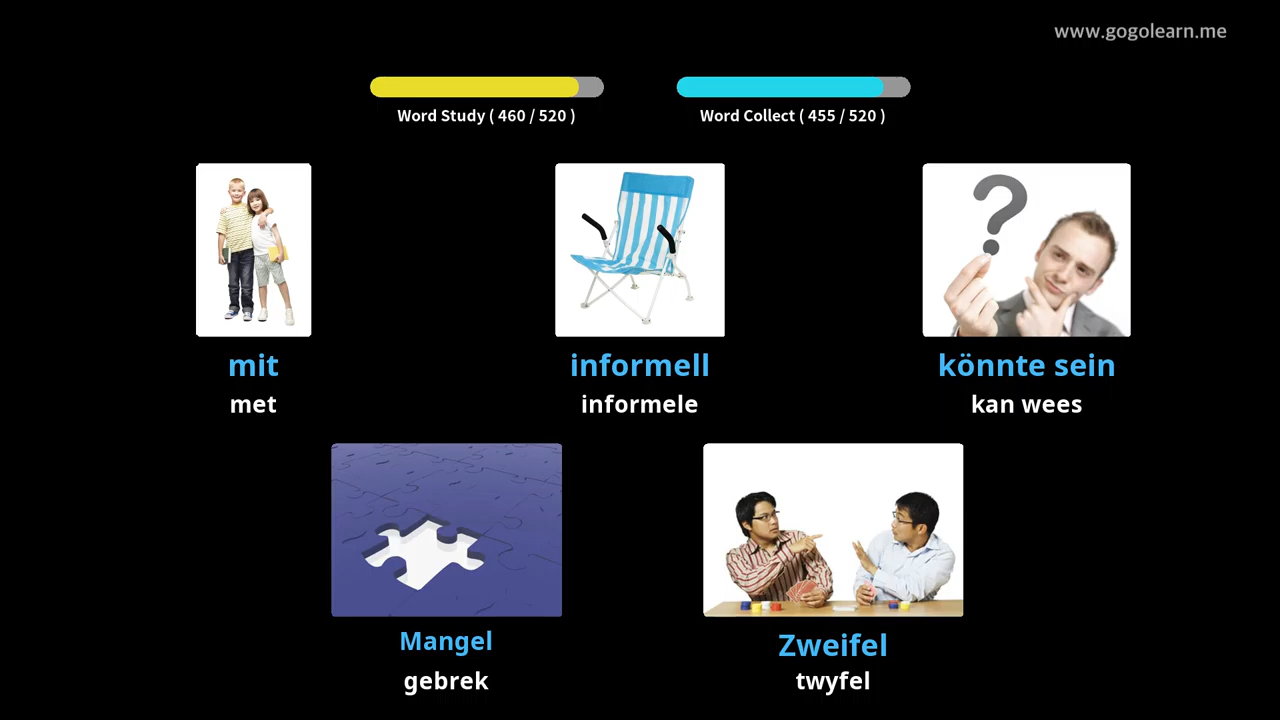 www.gogolearn.me
Word Study ( 460 / 520 )
Word Collect ( 455 / 520 )
mit
met
informell
informele
könnte sein
kan wees
Mangel
gebrek
Zweifel
twyfel